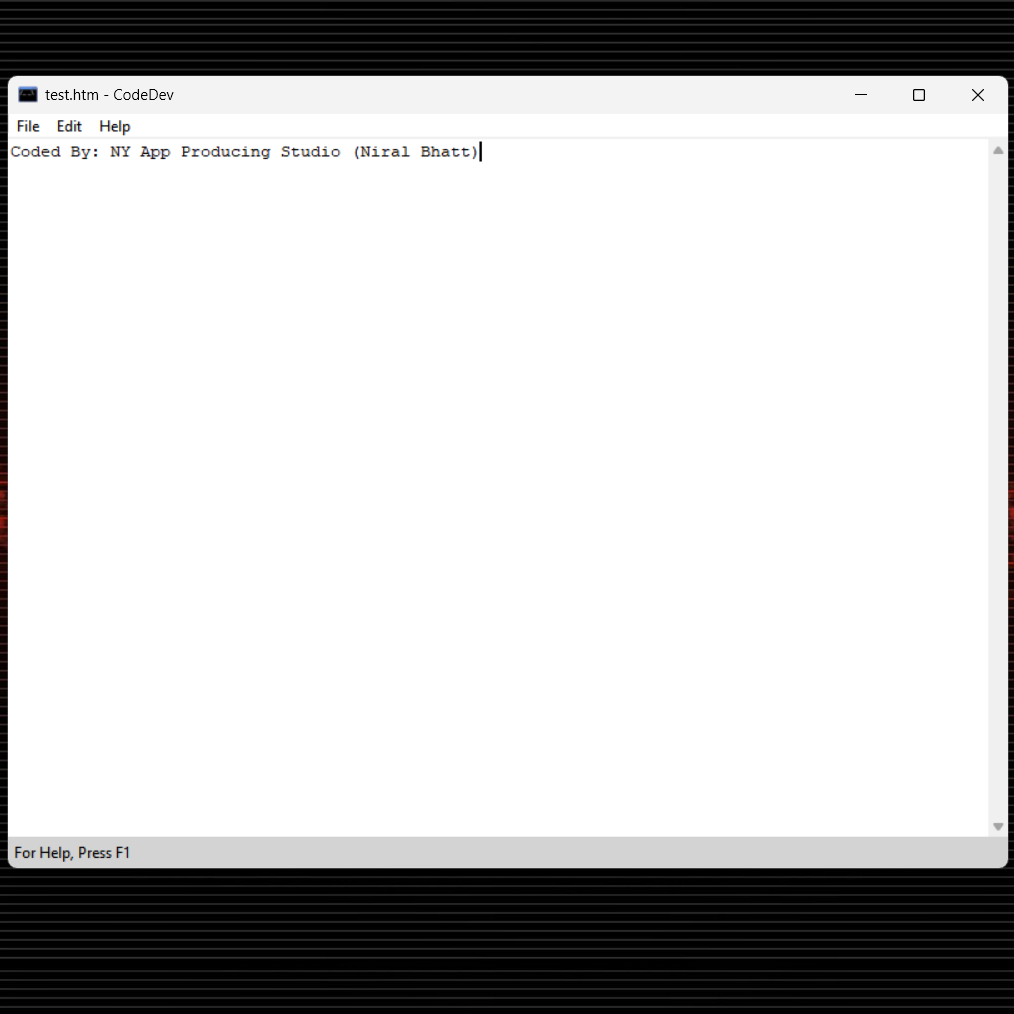 test.htm - CodeDev
File Edit Help
Coded By: NY App Producing Studio (Niral Bhatt)
For Help, Press F1